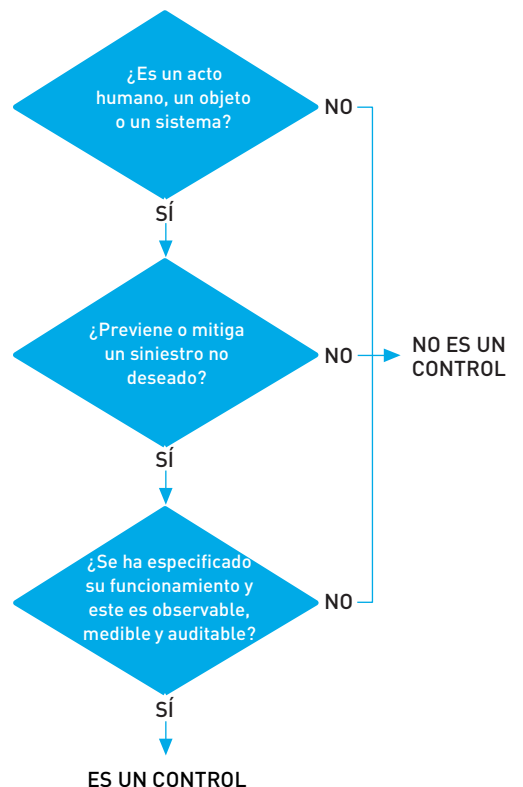 ¿Es un acto
humano, un objeto
o un sistema?
NO
SÍ
¿Previene o mitiga
un siniestro no
deseado?
NO
NO ES UN
CONTROL
SÍ
¿Se ha especificado
su funcionamiento y
este es observable,
medible y auditable?
NO
SÍ
ES UN CONTROL